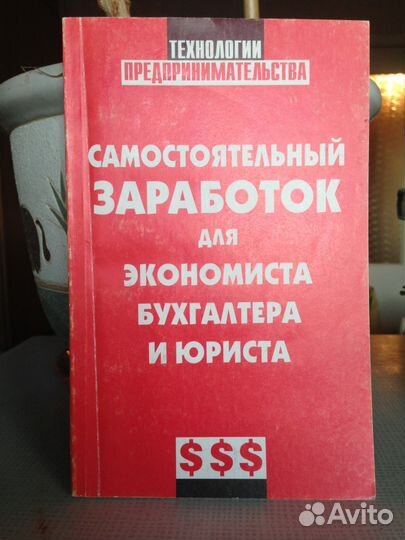 ТЕХНОЛОГИИ
ПРЕДПРИНИМАТЕЛЬСТВА
САМОСТОЯТЕЛЬНЫЙ
ЗАРАБОТОК
ДЛЯ
ЭКОНОМИСТА
БУХГАЛТЕРА
И ЮРИСТА
$ $ $
Avito